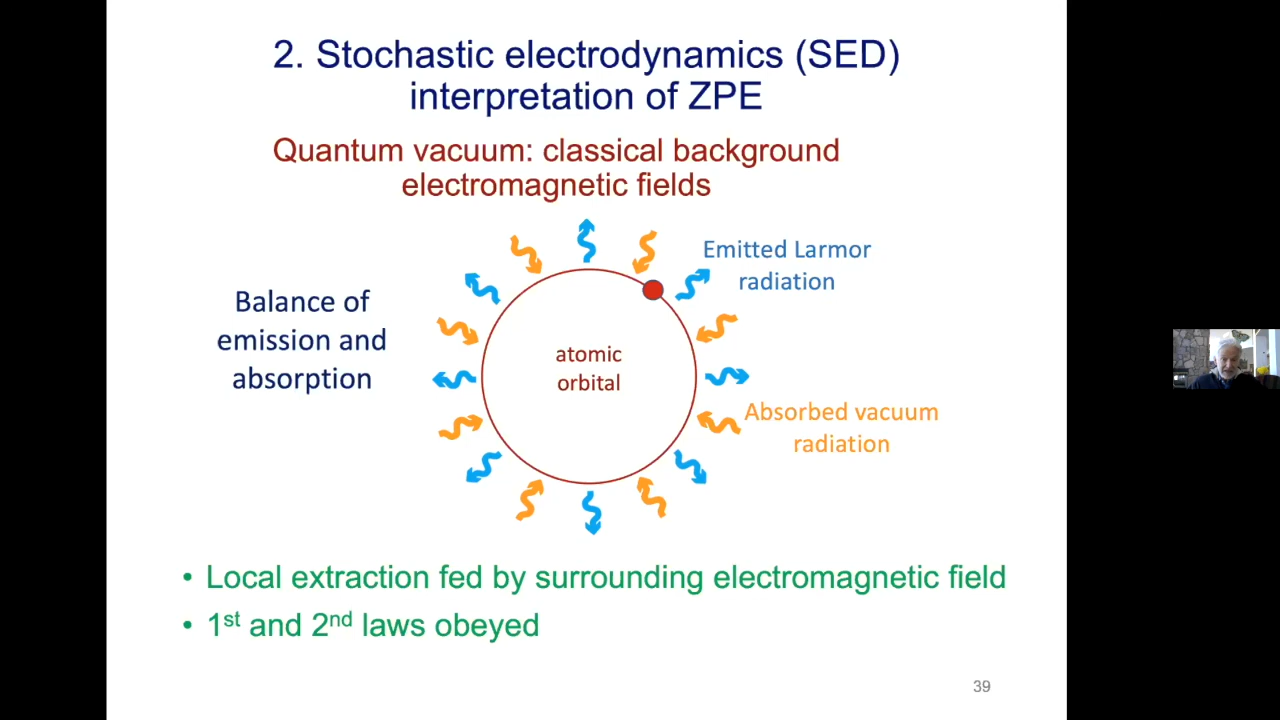 2. Stochastic electrodynamics (SED)
interpretation of ZPE
Quantum vacuum: classical background
electromagnetic fields
Emitted Larmor
radiation
Balance of
emission and
absorption
atomic
orbital
Absorbed vacuum
radiation
• Local extraction fed by surrounding electromagnetic field
• 1st and 2nd laws obeyed
39